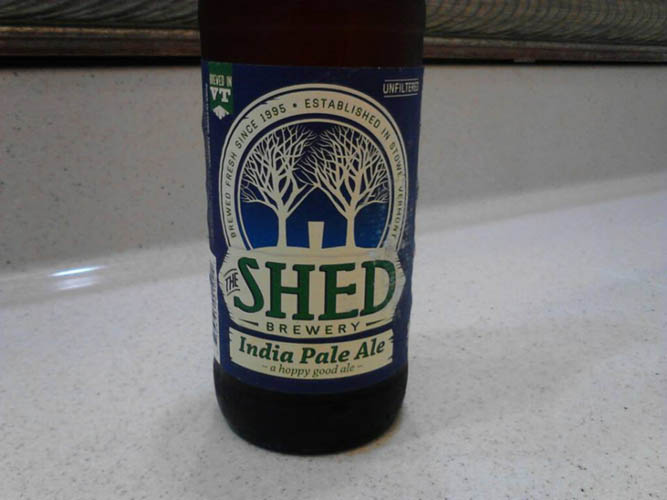 BREWED IN
VT
UNFILTERED
BREWED FRESH SINCE 1995 • ESTABLISHED IN STOWE, VERMONT
THE
SHED
BREWERY
India Pale Ale
– a hoppy good ale –